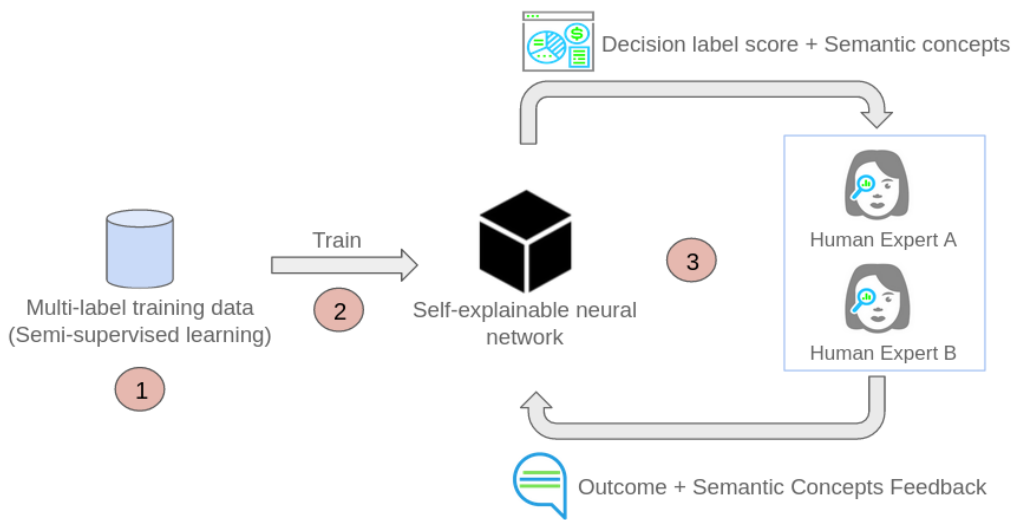 Decision label score + Semantic concepts
Human Expert A
Train
3
Multi-label training data
(Semi-supervised learning)
2
Self-explainable neural
network
Human Expert B
1
Outcome + Semantic Concepts Feedback